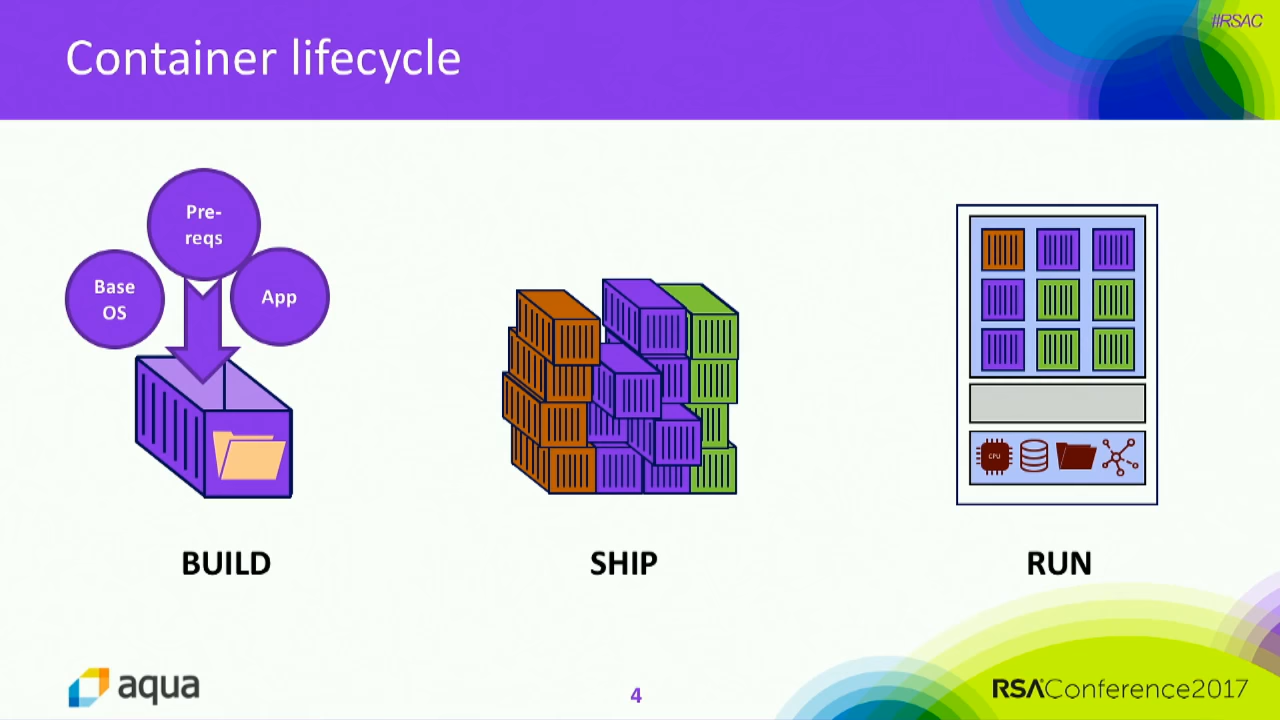 #RSAC
Container lifecycle
Pre-
reqs
Base
OS
App
CPU
BUILD
SHIP
RUN
aqua
4
RSAConference2017